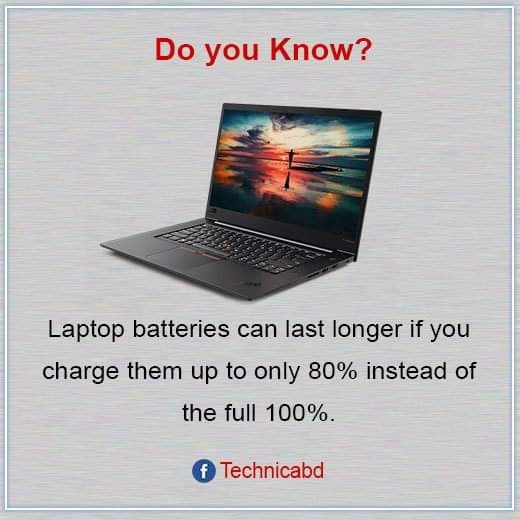 Do you Know?
Laptop batteries can last longer if you
charge them up to only 80% instead of
the full 100%.
Technicabd